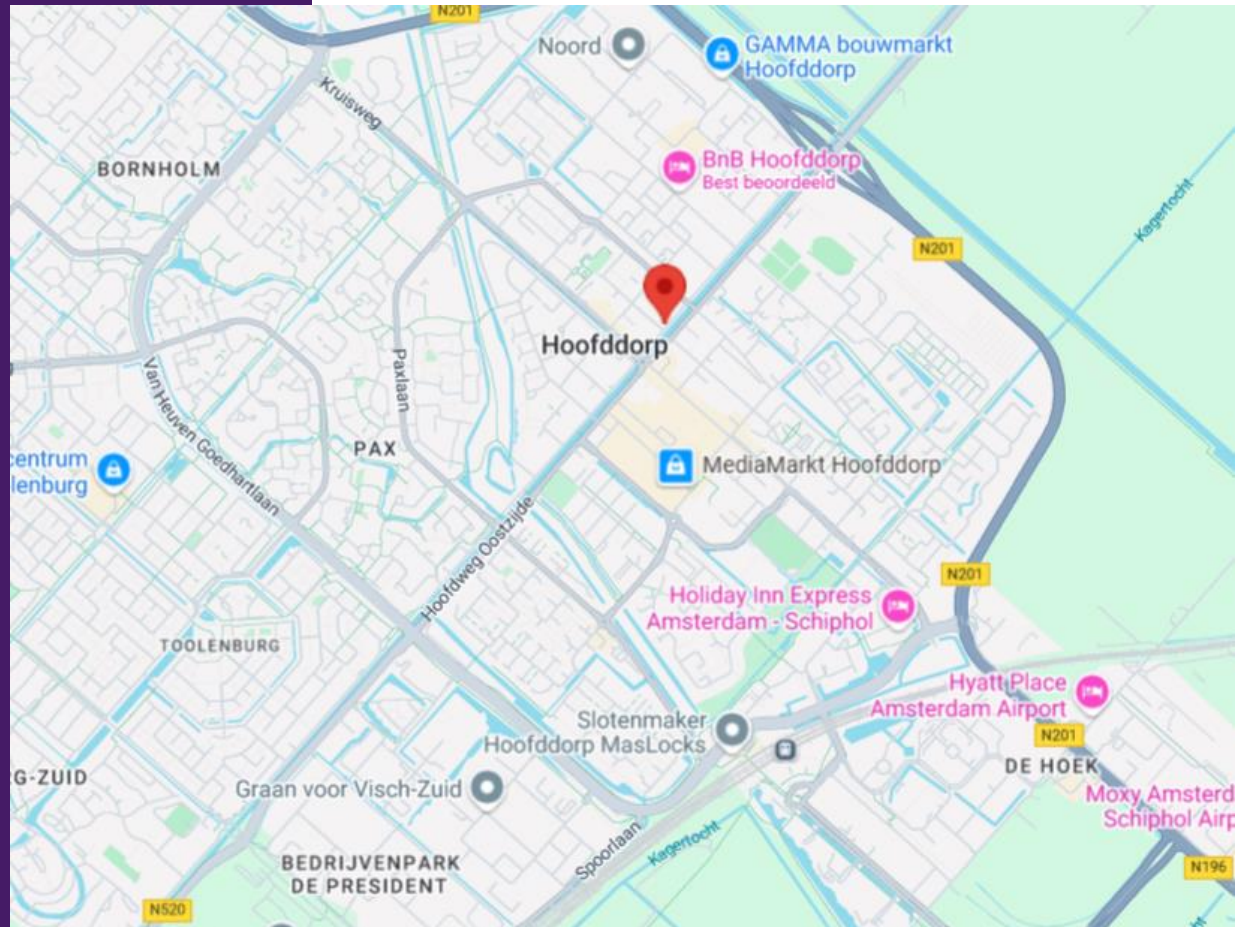 N201
Noord
GAMMA bouwmarkt
Hoofddorp
Kruisweg
BORNHOLM
BnB Hoofddorp
Best beoordeeld
Kagertocht
N201
Hoofddorp
Paxlaan
Van Heuven Goedhartlaan
PAX
centrum
lenburg
MediaMarkt Hoofddorp
Hoofdweg Oostzijde
N201
Holiday Inn Express
Amsterdam - Schiphol
TOOLENBURG
Hyatt Place
Amsterdam Airport
Slotenmaker
Hoofddorp MasLocks
N201
DE HOEK
G-ZUID
Graan voor Visch-Zuid
Moxy Amsterd
Schiphol Airp
Spoorlaan
Kagertocht
BEDRIJVENPARK
DE PRESIDENT
N196
N520